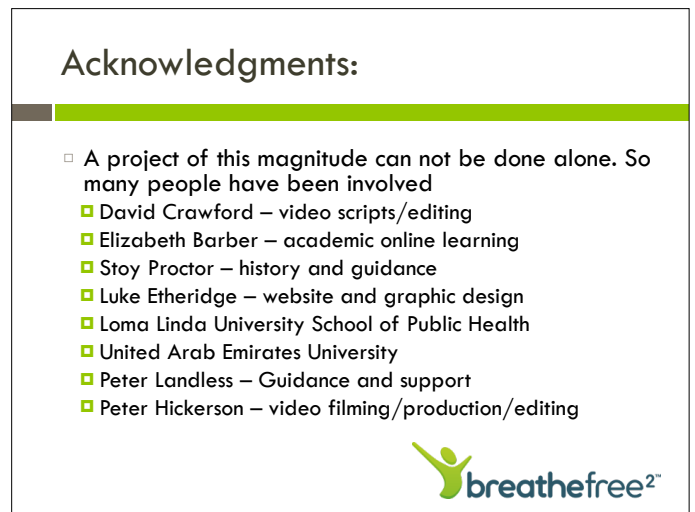 Acknowledgments:
A project of this magnitude can not be done alone. So
many people have been involved
David Crawford – video scripts/editing
Elizabeth Barber – academic online learning
Stoy Proctor – history and guidance
Luke Etheridge – website and graphic design
Loma Linda University School of Public Health
United Arab Emirates University
Peter Landless – Guidance and support
Peter Hickerson – video filming/production/editing
breathefree2™